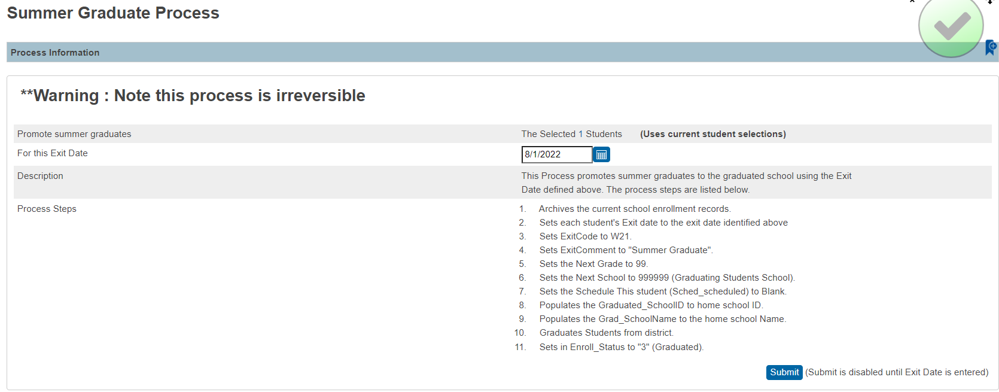 Summer Graduate Process
Process Information
**Warning : Note this process is irreversible
Promote summer graduates The Selected 1 Students (Uses current student selections)
For this Exit Date 8/1/2022
Description This Process promotes summer graduates to the graduated school using the Exit
Date defined above. The process steps are listed below.
Process Steps 1. Archives the current school enrollment records.
2. Sets each student's Exit date to the exit date identified above
3. Sets ExitCode to W21.
4. Sets ExitComment to "Summer Graduate".
5. Sets the Next Grade to 99.
6. Sets the Next School to 999999 (Graduating Students School).
7. Sets the Schedule This student (Sched_scheduled) to Blank.
8. Populates the Graduated_SchoolID to home school ID.
9. Populates the Grad_SchoolName to the home school Name.
10. Graduates Students from district.
11. Sets in Enroll_Status to "3" (Graduated).
Submit (Submit is disabled until Exit Date is entered)